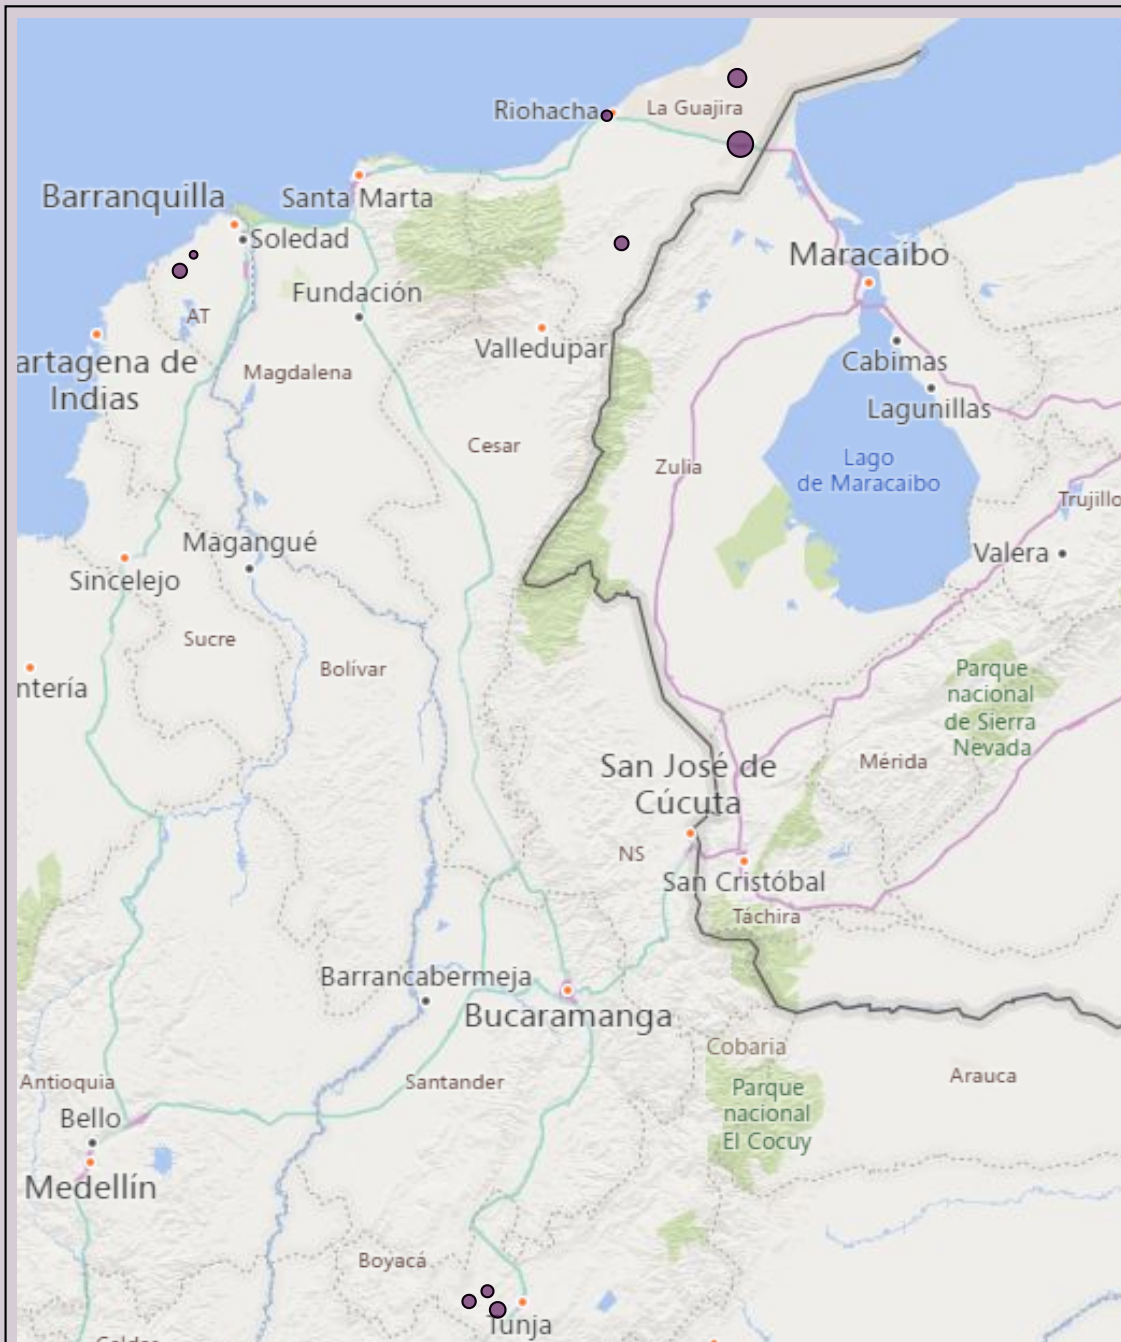 Riohacha
La Guajira
Barranquilla
Santa Marta
Soledad
Maracaibo
Fundación
AT
Valledupar
Cabimas
artagena de
Indias
Magdalena
Lagunillas
Cesar
Zulia
Lago
de Maracaibo
Trujillo
Magangué
Valera
Sincelejo
Sucre
Bolívar
Parque
nacional
de Sierra
Nevada
ntería
Mérida
San José de
Cúcuta
NS
San Cristóbal
Táchira
Barrancabermeja
Bucaramanga
Cobaria
Arauca
Antioquia
Santander
Parque
nacional
El Cocuy
Bello
Medellín
Boyacá
Tunja